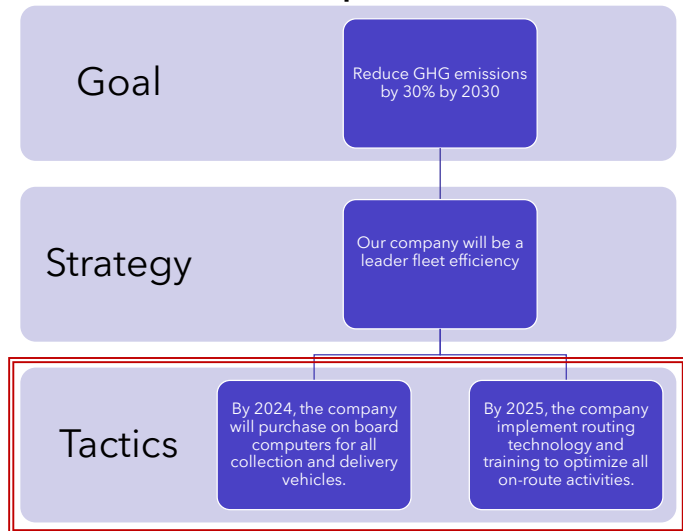 Goal
Reduce GHG emissions
by 30% by 2030
Strategy
Our company will be a
leader fleet efficiency
Tactics
By 2024, the company
will purchase on board
computers for all
collection and delivery
vehicles.
By 2025, the company
implement routing
technology and
training to optimize all
on-route activities.